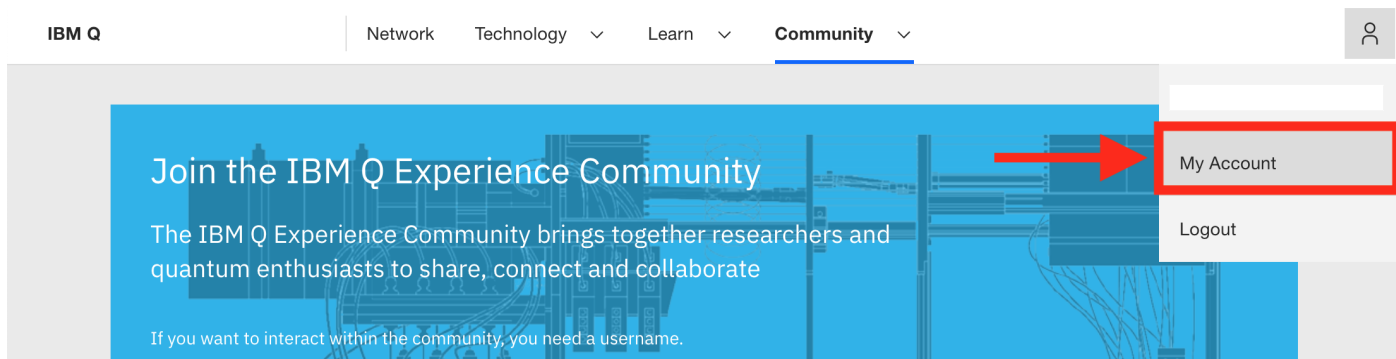 IBM Q
Network
Technology
Learn
Community
My Account
Logout
Join the IBM Q Experience Community
The IBM Q Experience Community brings together researchers and
quantum enthusiasts to share, connect and collaborate
If you want to interact within the community, you need a username.